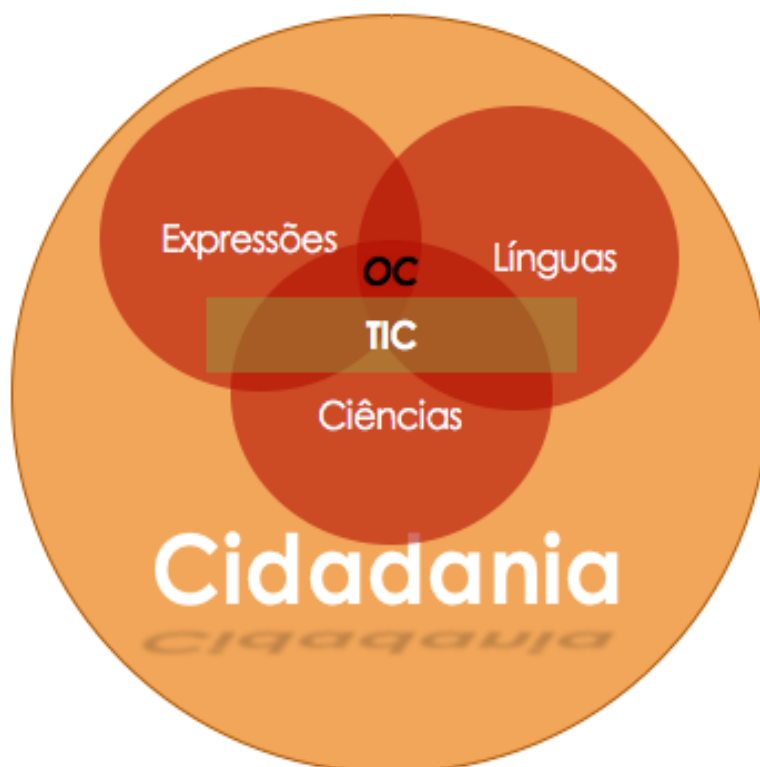 Expressões
Línguas
OC
TIC
Ciências
Cidadania